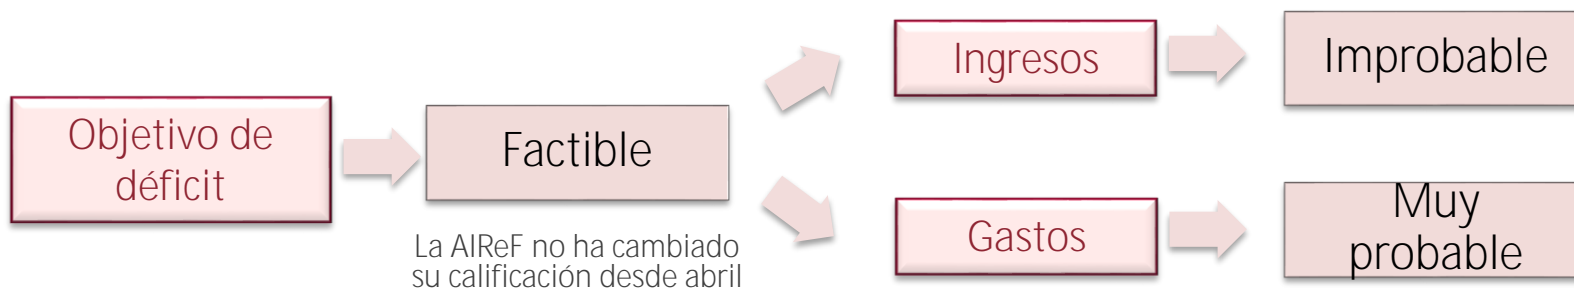 Objetivo de
déficit
Factible
La AIReF no ha cambiado
su calificación desde abril
Ingresos
Improbable
Gastos
Muy
probable